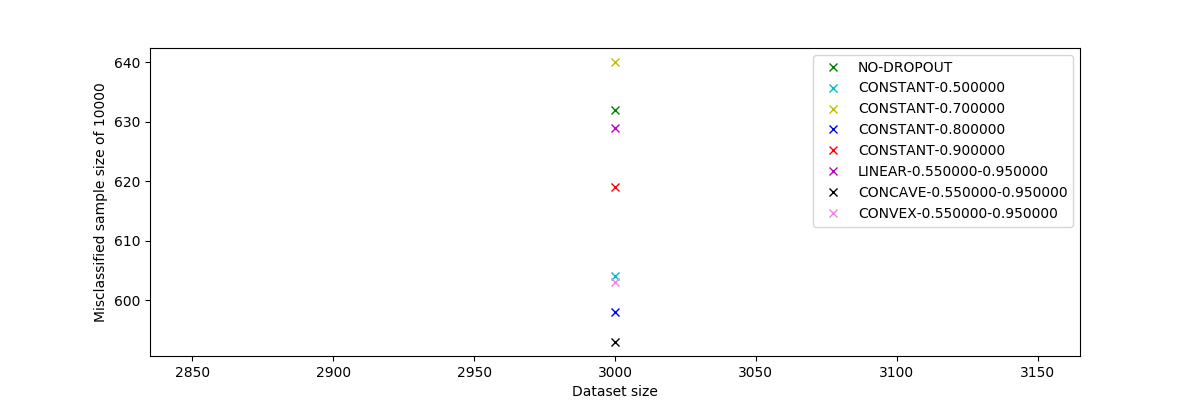 Misclassified sample size of 10000
640
630
620
610
600
2850
2900
2950
3000
3050
3100
3150
Dataset size
NO-DROPOUT
CONSTANT-0.500000
CONSTANT-0.700000
CONSTANT-0.800000
CONSTANT-0.900000
LINEAR-0.550000-0.950000
CONCAVE-0.550000-0.950000
CONVEX-0.550000-0.950000